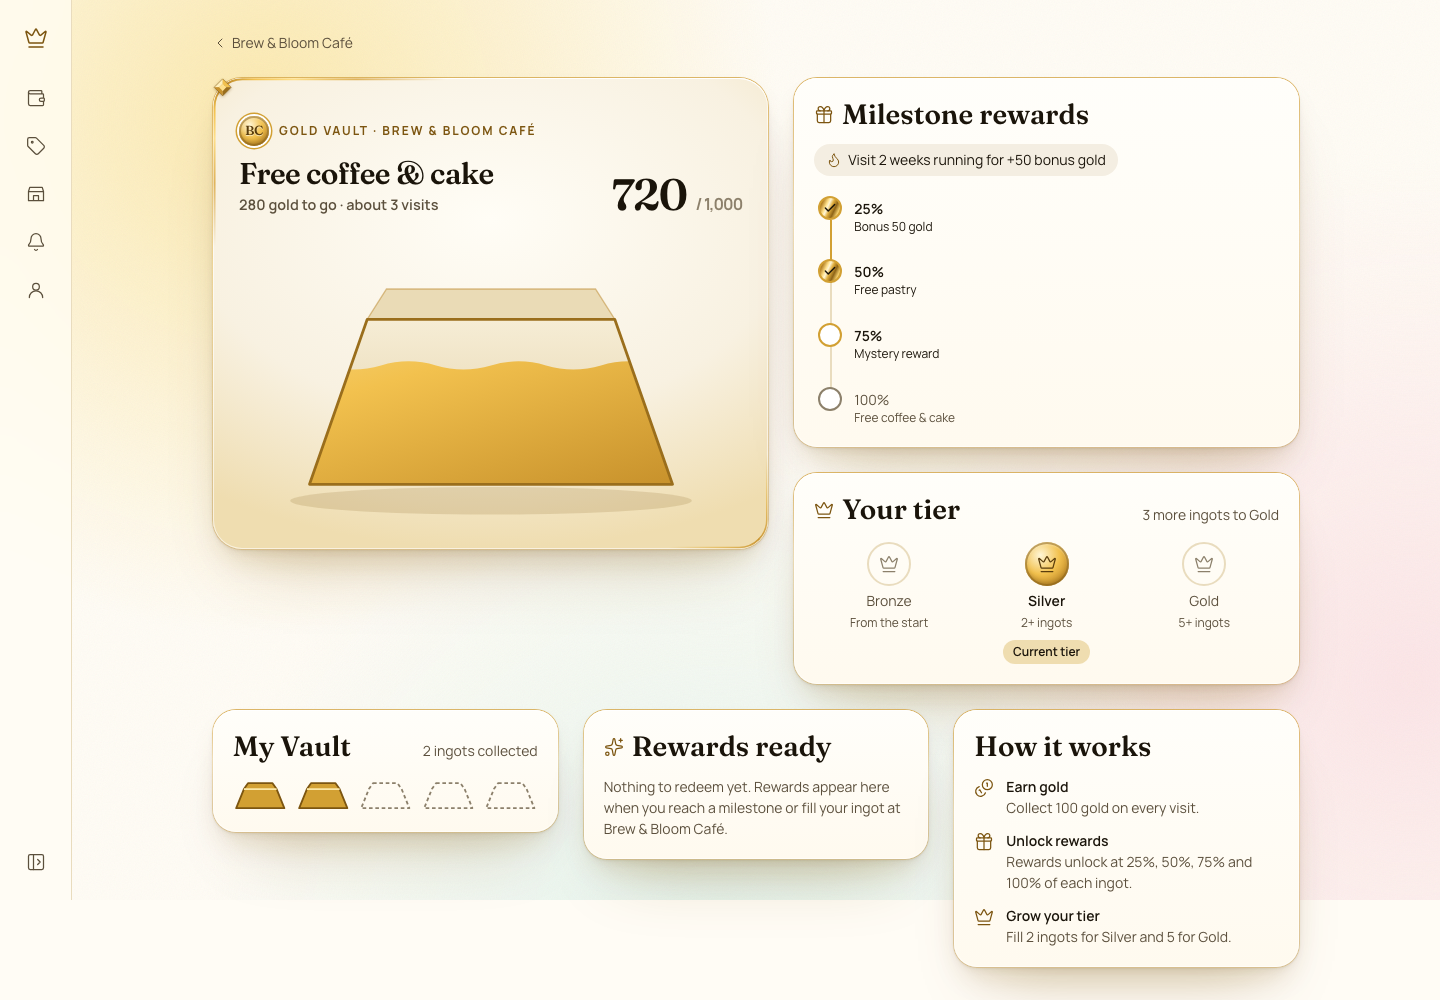 Brew & Bloom Café
BC
GOLD VAULT · BREW & BLOOM CAFÉ
Free coffee & cake
280 gold to go · about 3 visits
720 / 1,000
Milestone rewards
Visit 2 weeks running for +50 bonus gold
25%
Bonus 50 gold
50%
Free pastry
75%
Mystery reward
100%
Free coffee & cake
Your tier
3 more ingots to Gold
Bronze
From the start
Silver
2+ ingots
Current tier
Gold
5+ ingots
My Vault
2 ingots collected
Rewards ready
Nothing to redeem yet. Rewards appear here
when you reach a milestone or fill your ingot at
Brew & Bloom Café.
How it works
Earn gold
Collect 100 gold on every visit.
Unlock rewards
Rewards unlock at 25%, 50%, 75% and
100% of each ingot.
Grow your tier
Fill 2 ingots for Silver and 5 for Gold.